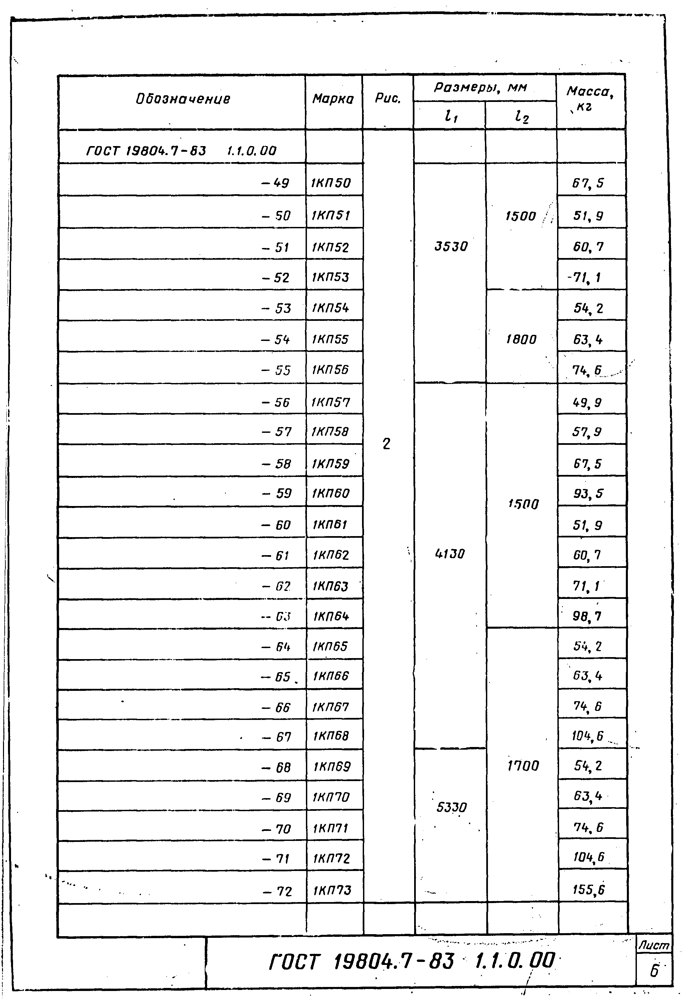 Обозначение Марка Рис. Размеры, мм Масса, кг
l1 l2
ГОСТ 19804.7-83 1.1.0.00
- 49 1КП50 67,5
- 50 1КП51 1500 51,9
- 51 1КП52 3530 60,7
- 52 1КП53 -71,1
- 53 1КП54 54,2
- 54 1КП55 1800 63,4
- 55 1КП56 74,6
- 56 1КП57 49,9
- 57 1КП58 57,9
2
- 58 1КП59 67,5
- 59 1КП60 93,5
1500
- 60 1КП61 51,9
- 61 1КП62 4130 60,7
- 62 1КП63 71,1
- 63 1КП64 98,7
- 64 1КП65 54,2
- 65 1КП66 63,4
- 66 1КП67 74,6
- 67 1КП68 104,6
- 68 1КП69 1700 54,2
- 69 1КП70 63,4
5330
- 70 1КП71 74,6
- 71 1КП72 104,6
- 72 1КП73 155,6
ГОСТ 19804.7-83 1.1.0.00
Лист
6